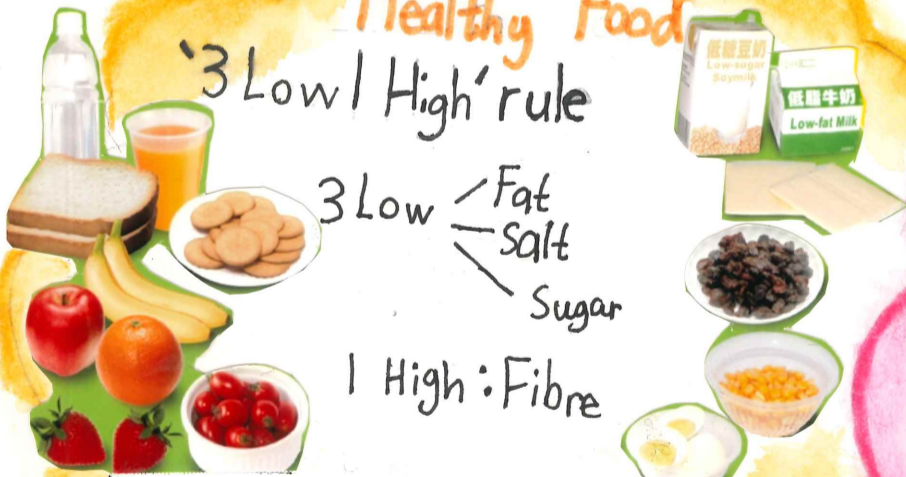 Healthy Food
'3 Low 1 High' rule
3 Low
Fat
Salt
Sugar
1 High : Fibre
低糖豆奶
Low-sugar
Soymilk
低脂牛奶
Low-fat Milk